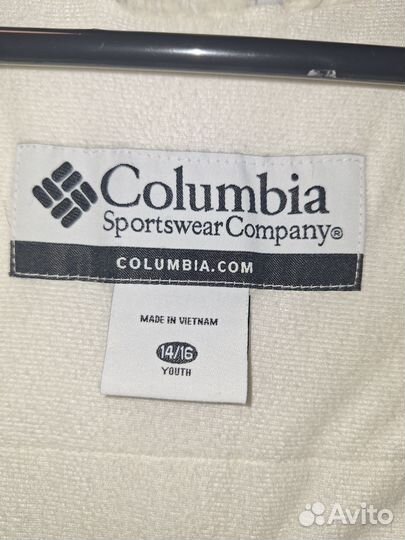 Columbia
Sportswear Company®
COLUMBIA.COM
MADE IN VIETNAM
14/16
YOUTH
Avito